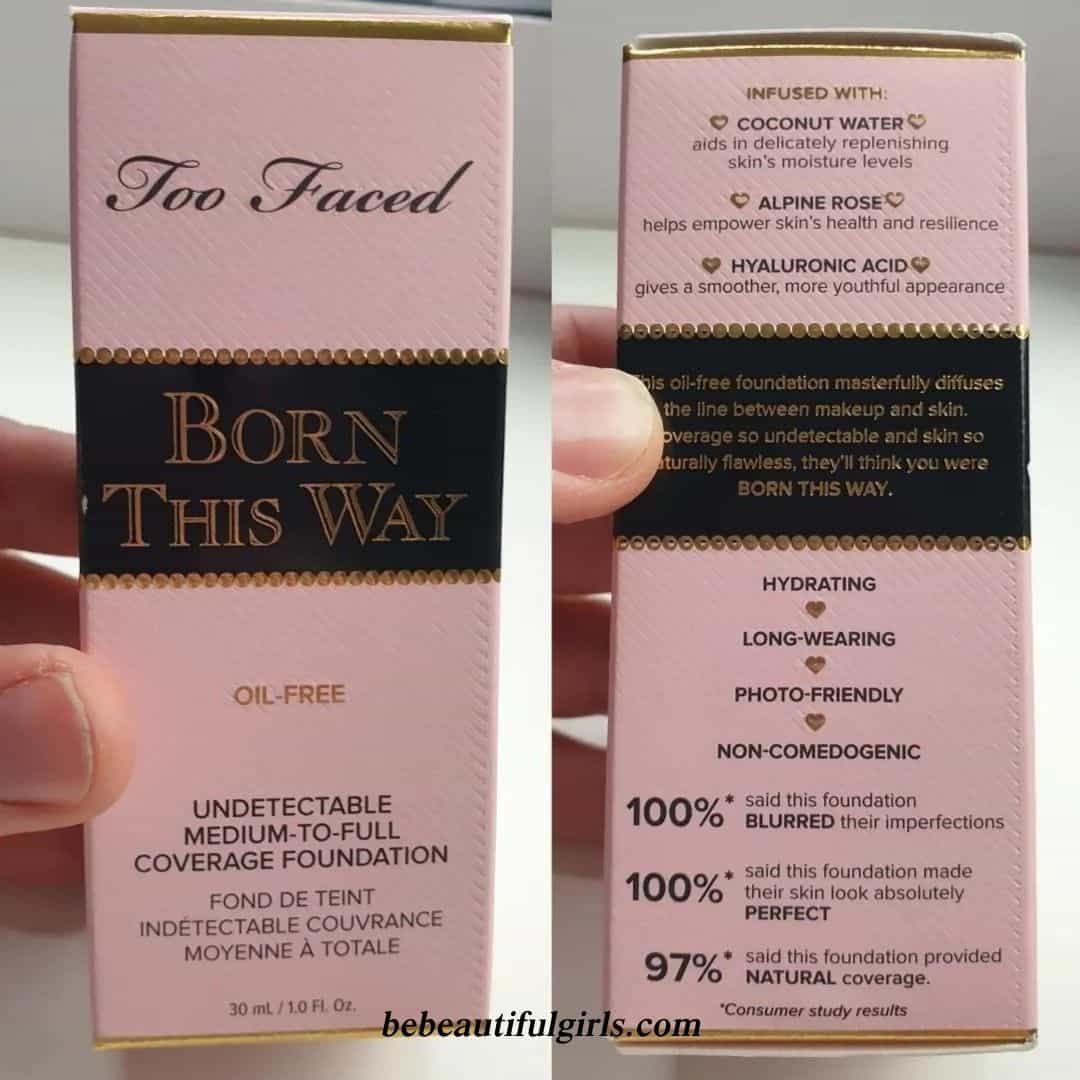 Too Faced
BORN
THIS WAY
OIL-FREE
UNDETECTABLE
MEDIUM-TO-FULL
COVERAGE FOUNDATION
FOND DE TEINT
INDÉTECTABLE COUVRANCE
MOYENNE À TOTALE
30 mL / 1.0 Fl. Oz.
INFUSED WITH:
COCONUT WATER
aids in delicately replenishing
skin's moisture levels
ALPINE ROSE
helps empower skin's health and resilience
HYALURONIC ACID
gives a smoother, more youthful appearance
his oil-free foundation masterfully diffuses
the line between makeup and skin.
overage so undetectable and skin so
turally flawless, they'll think you were
BORN THIS WAY.
HYDRATING
LONG-WEARING
PHOTO-FRIENDLY
NON-COMEDOGENIC
100%* said this foundation
BLURRED their imperfections
100%* said this foundation made
their skin look absolutely
PERFECT
97%* said this foundation provided
NATURAL coverage.
*Consumer study results
bebeautifulgirls.com